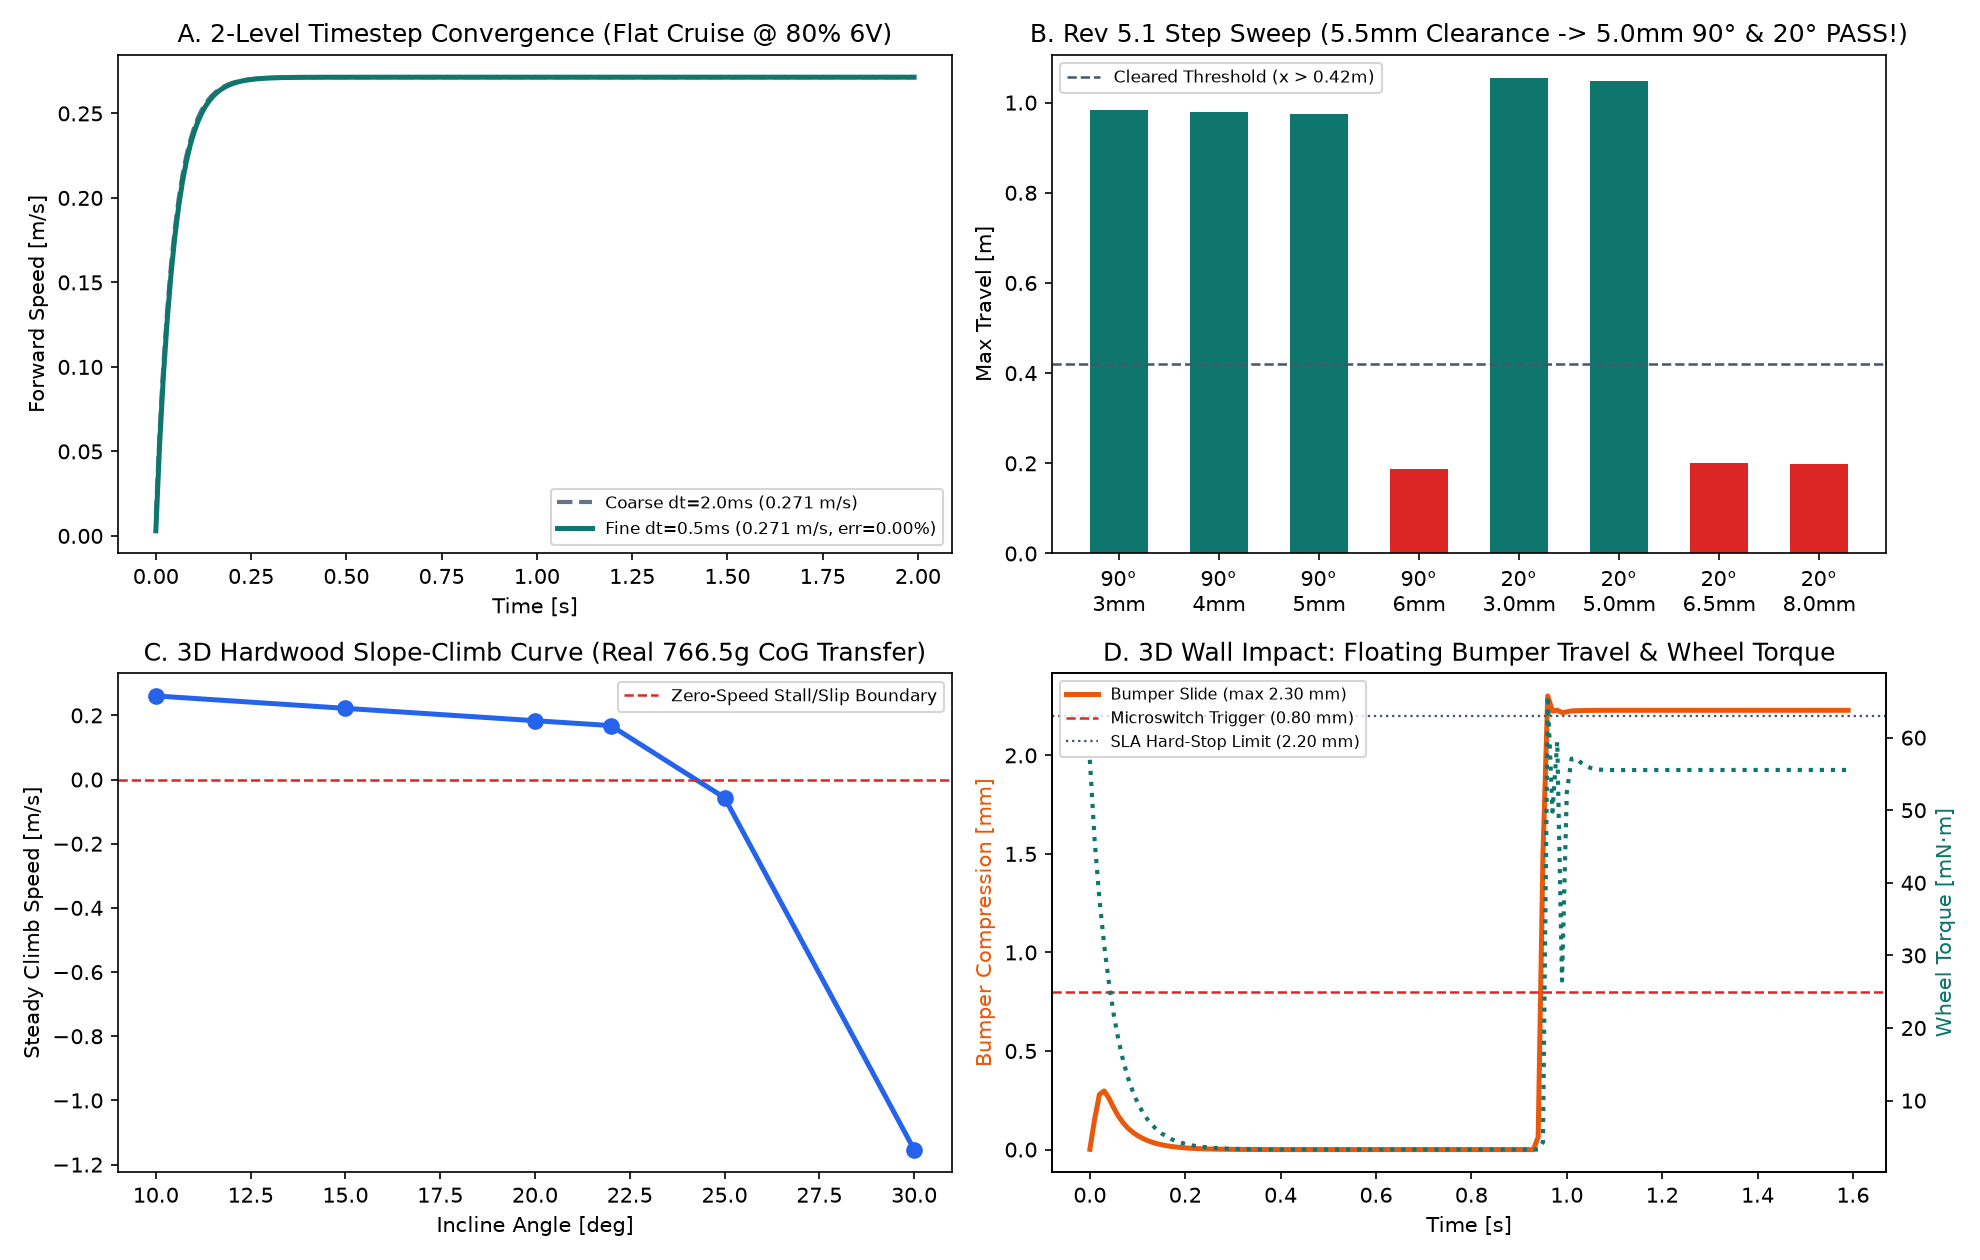 A. 2-Level Timestep Convergence (Flat Cruise @ 80% 6V)
Forward Speed [m/s]
0.25
0.20
0.15
0.10
0.05
0.00
Coarse dt=2.0ms (0.271 m/s)
Fine dt=0.5ms (0.271 m/s, err=0.00%)
0.00 0.25 0.50 0.75 1.00 1.25 1.50 1.75 2.00
Time [s]
B. Rev 5.1 Step Sweep (5.5mm Clearance -> 5.0mm 90° & 20° PASS!)
Cleared Threshold (x > 0.42m)
Max Travel [m]
1.0
0.8
0.6
0.4
0.2
0.0
90° 90° 90° 90° 20° 20° 20° 20°
3mm 4mm 5mm 6mm 3.0mm 5.0mm 6.5mm 8.0mm
C. 3D Hardwood Slope-Climb Curve (Real 766.5g CoG Transfer)
Zero-Speed Stall/Slip Boundary
Steady Climb Speed [m/s]
0.2
0.0
−0.2
−0.4
−0.6
−0.8
−1.0
−1.2
10.0 12.5 15.0 17.5 20.0 22.5 25.0 27.5 30.0
Incline Angle [deg]
D. 3D Wall Impact: Floating Bumper Travel & Wheel Torque
Bumper Slide (max 2.30 mm)
Microswitch Trigger (0.80 mm)
SLA Hard-Stop Limit (2.20 mm)
Bumper Compression [mm]
2.0
1.5
1.0
0.5
0.0
60
50
40
30
20
10
Wheel Torque [mN·m]
0.0 0.2 0.4 0.6 0.8 1.0 1.2 1.4 1.6
Time [s]